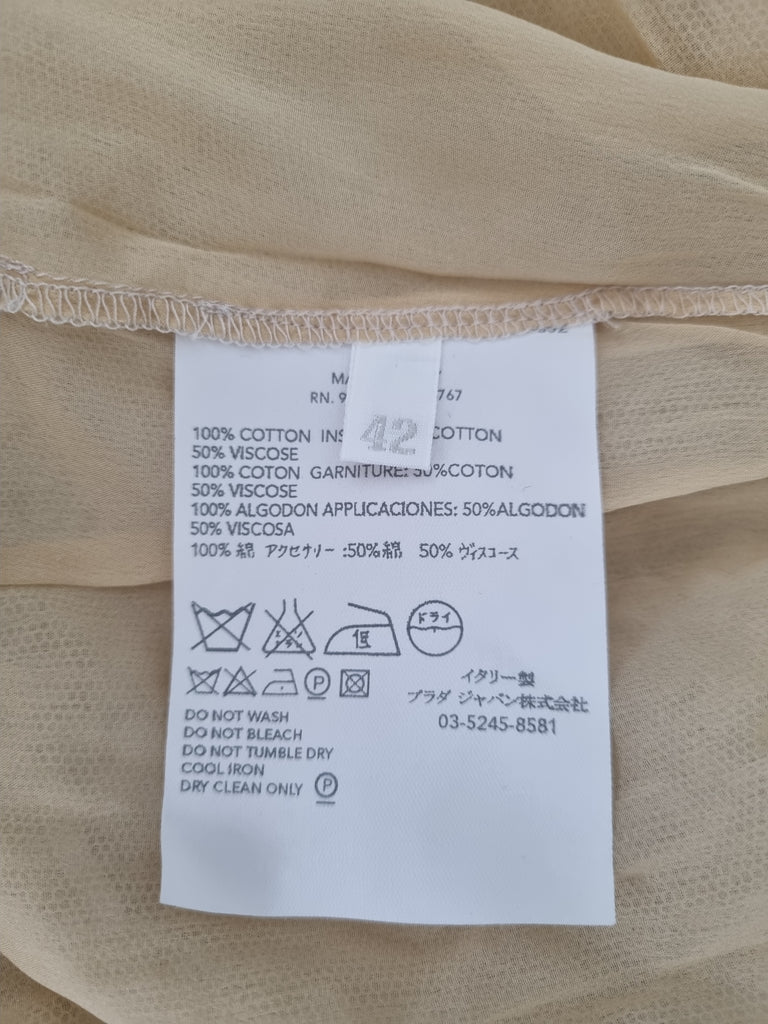 42
767
100% COTTON COTTON
50% VISCOSE
100% COTON GARNITURE: 50%COTON
50% VISCOSE
100% ALGODON APPLICACIONES: 50%ALGODON
50% VISCOSA
100% 綿 アクセサリー :50%綿 50% ヴィスコース
低 ドライ
P
イタリー製
プラダ ジャパン株式会社
03-5245-8581
DO NOT WASH
DO NOT BLEACH
DO NOT TUMBLE DRY
COOL IRON
DRY CLEAN ONLY P